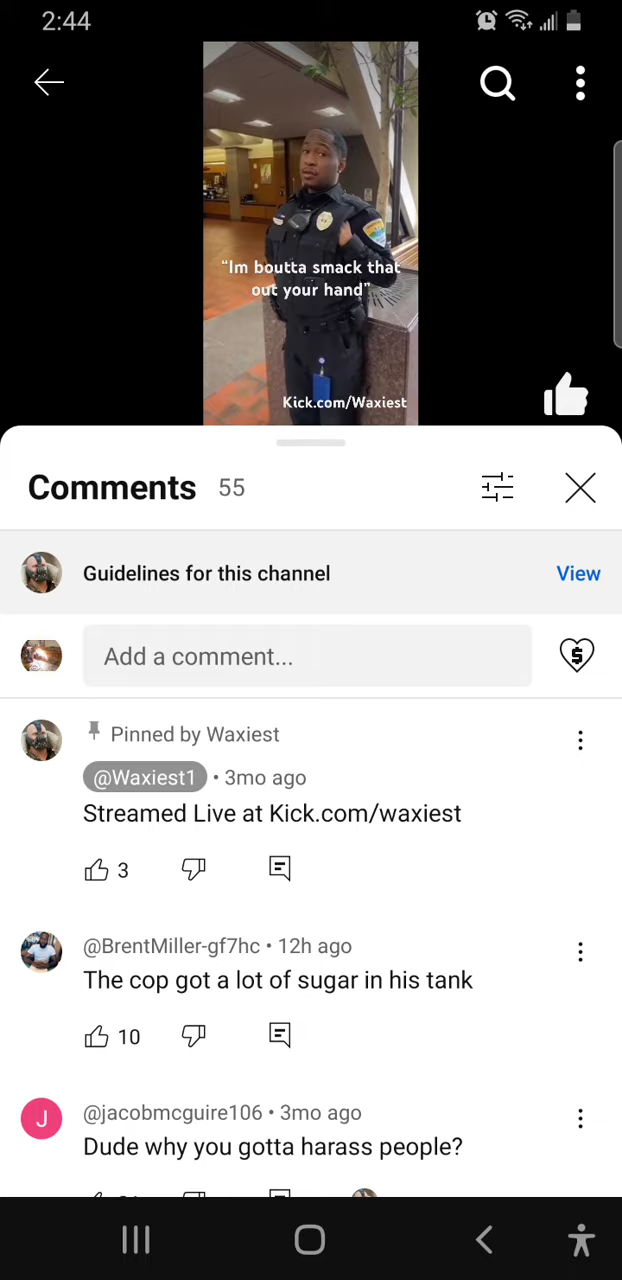 2:44
“Im boutta smack that
out your hand”
Kick.com/Waxiest
Comments 55
Guidelines for this channel View
Add a comment...
Pinned by Waxiest
@Waxiest1 • 3mo ago
Streamed Live at Kick.com/waxiest
3
@BrentMiller-gf7hc • 12h ago
The cop got a lot of sugar in his tank
10
J
@jacobmcguire106 • 3mo ago
Dude why you gotta harass people?